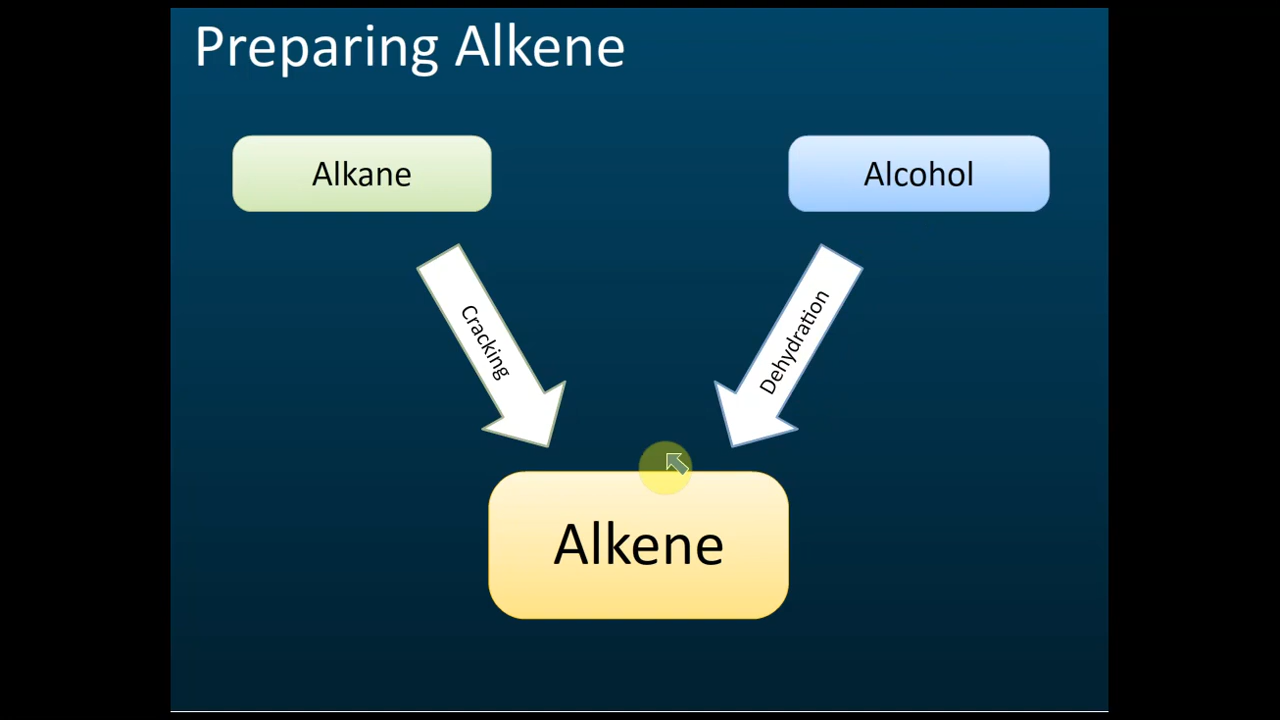 Preparing Alkene
Alkane
Alcohol
Cracking
Dehydration
Alkene